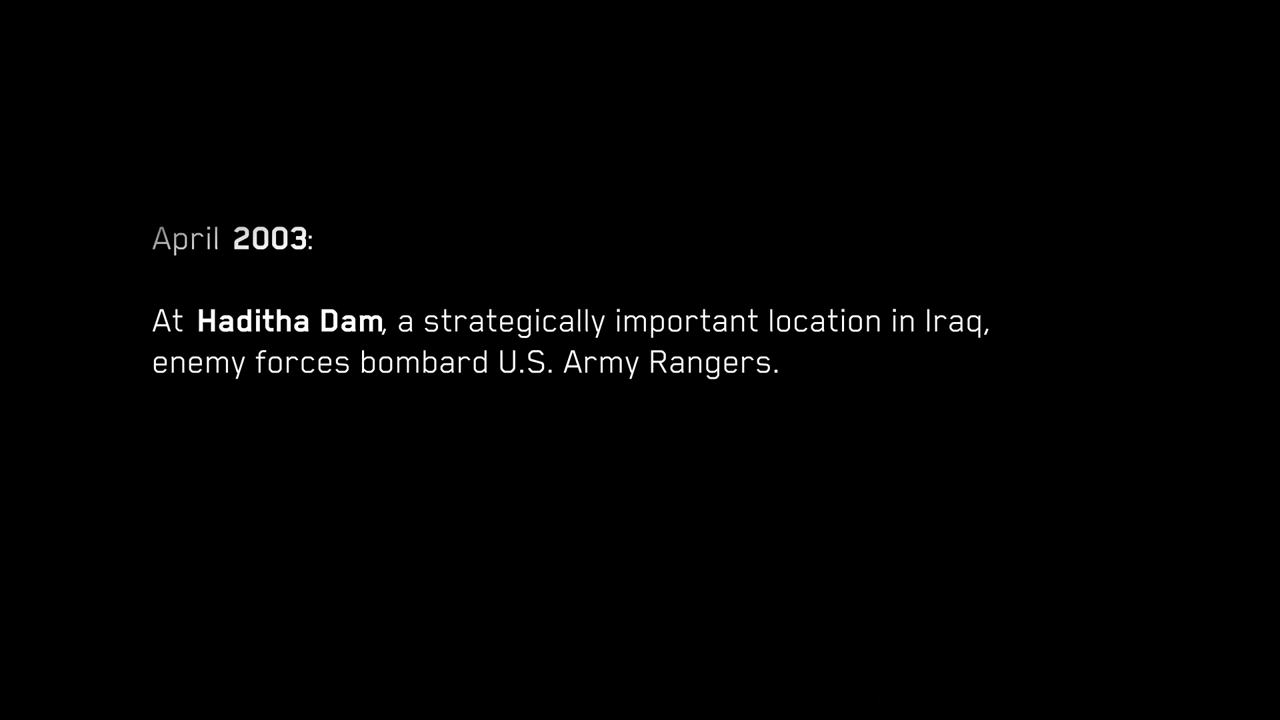 April 2003:
At Haditha Dam, a strategically important location in Iraq,
enemy forces bombard U.S. Army Rangers.